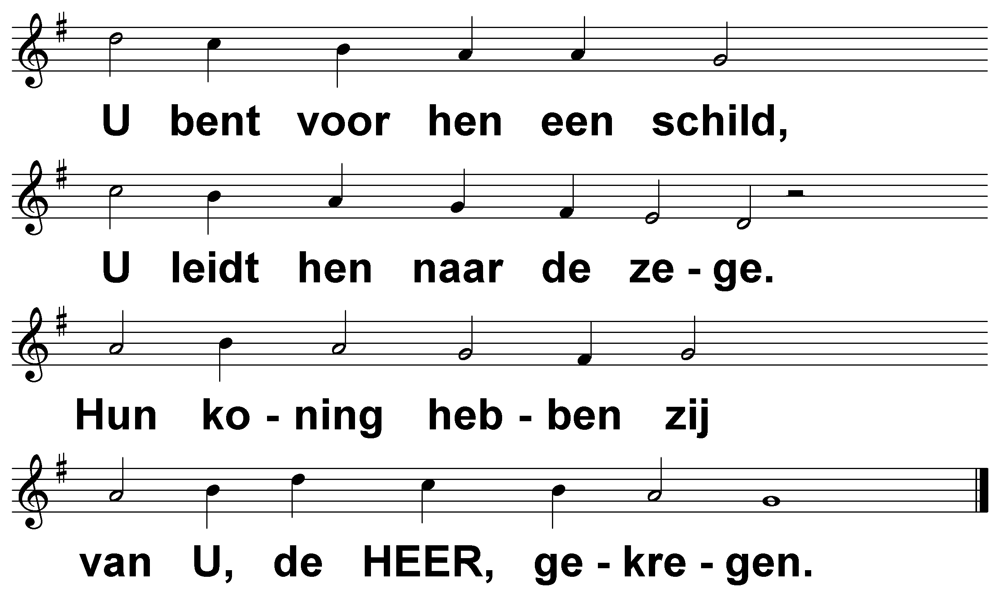 U bent voor hen een schild,
U leidt hen naar de ze - ge.
Hun ko - ning heb - ben zij
van U, de HEER, ge - kre - gen.